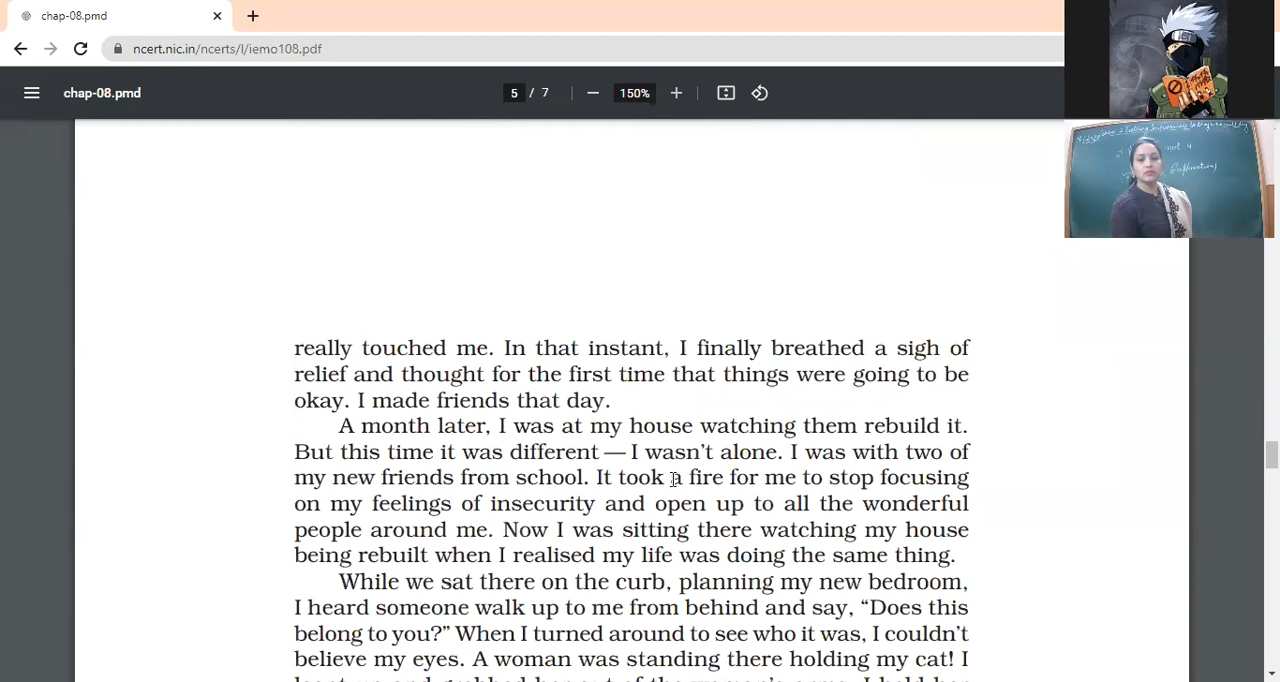 chap-08.pmd
ncert.nic.in/ncerts/l/iemo108.pdf
chap-08.pmd
5 / 7
150%
really touched me. In that instant, I finally breathed a sigh of
relief and thought for the first time that things were going to be
okay. I made friends that day.
A month later, I was at my house watching them rebuild it.
But this time it was different — I wasn't alone. I was with two of
my new friends from school. It took a fire for me to stop focusing
on my feelings of insecurity and open up to all the wonderful
people around me. Now I was sitting there watching my house
being rebuilt when I realised my life was doing the same thing.
While we sat there on the curb, planning my new bedroom,
I heard someone walk up to me from behind and say, “Does this
belong to you?” When I turned around to see who it was, I couldn't
believe my eyes. A woman was standing there holding my cat! I
not a